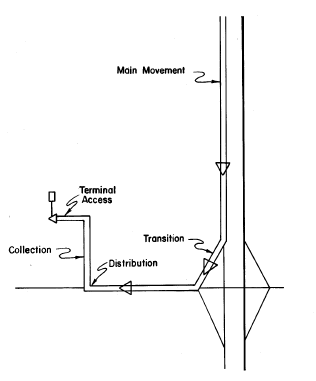 Main Movement
Terminal
Access
Transition
Collection
Distribution